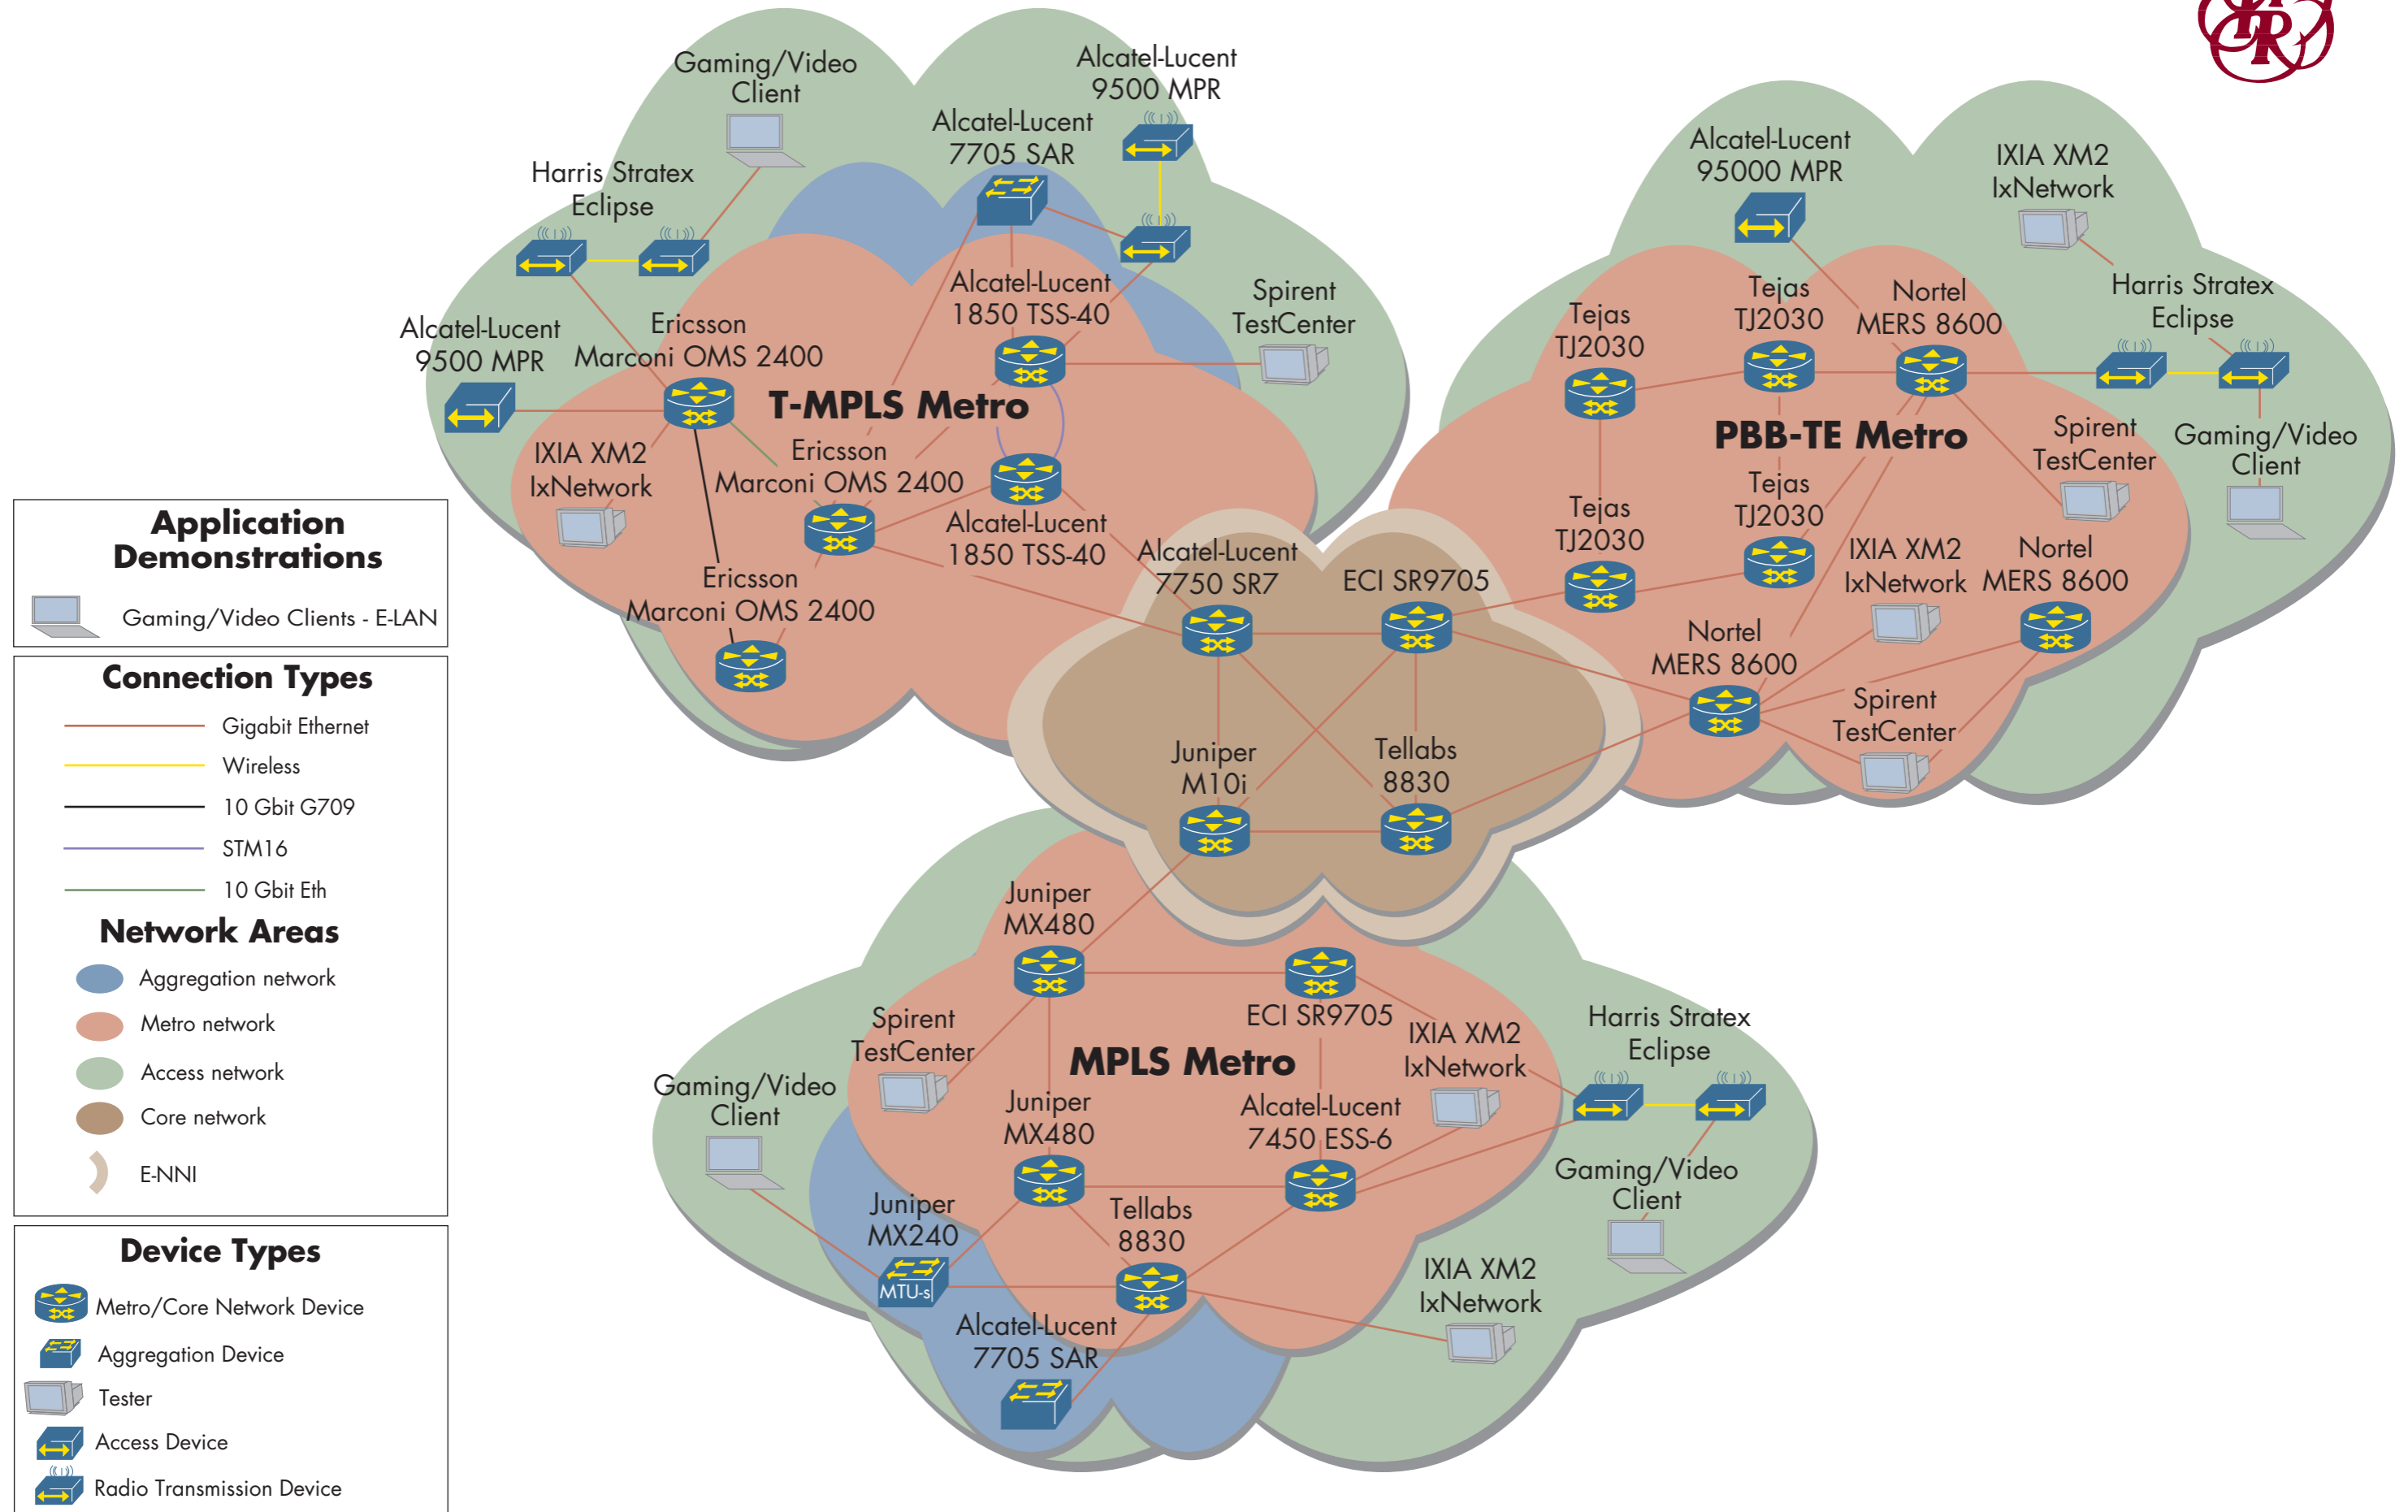 Gaming/Video
Client
Alcatel-Lucent
9500 MPR
Alcatel-Lucent
7705 SAR
Harris Stratex
Eclipse
Alcatel-Lucent
1850 TSS-40
Spirent
TestCenter
Alcatel-Lucent
9500 MPR
Ericsson
Marconi OMS 2400
T-MPLS Metro
IXIA XM2
IxNetwork
Ericsson
Marconi OMS 2400
Alcatel-Lucent
1850 TSS-40
Ericsson
Marconi OMS 2400
Alcatel-Lucent
95000 MPR
IXIA XM2
IxNetwork
Tejas
TJ2030
Tejas
TJ2030
Nortel
MERS 8600
Harris Stratex
Eclipse
PBB-TE Metro
Spirent
TestCenter
Gaming/Video
Client
Tejas
TJ2030
Tejas
TJ2030
IXIA XM2
IxNetwork
Nortel
MERS 8600
Nortel
MERS 8600
Spirent
TestCenter
Alcatel-Lucent
7750 SR7
ECI SR9705
Juniper
M10i
Tellabs
8830
Juniper
MX480
ECI SR9705
Spirent
TestCenter
MPLS Metro
IXIA XM2
IxNetwork
Harris Stratex
Eclipse
Gaming/Video
Client
Juniper
MX480
Alcatel-Lucent
7450 ESS-6
Gaming/Video
Client
Juniper
MX240
MTU-s
Tellabs
8830
IXIA XM2
IxNetwork
Alcatel-Lucent
7705 SAR
Application
Demonstrations
Gaming/Video Clients - E-LAN
Connection Types
Gigabit Ethernet
Wireless
10 Gbit G709
STM16
10 Gbit Eth
Network Areas
Aggregation network
Metro network
Access network
Core network
E-NNI
Device Types
Metro/Core Network Device
Aggregation Device
Tester
Access Device
Radio Transmission Device